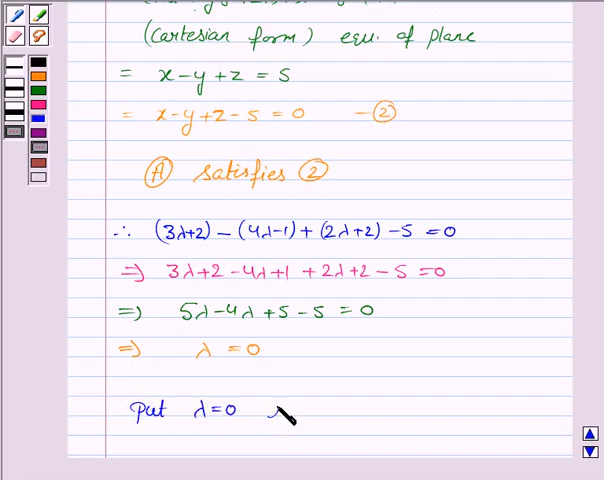 (Cartesian form) equ. of plane
= x - y + z = 5
= x - y + z - 5 = 0 - ②
Ⓐ satisfies ②
∴ (3λ+2) - (4λ-1) + (2λ+2) - 5 = 0
⇒ 3λ+2 - 4λ+1 + 2λ+2 - 5 = 0
⇒ 5λ - 4λ + 5 - 5 = 0
⇒ λ = 0
put λ = 0